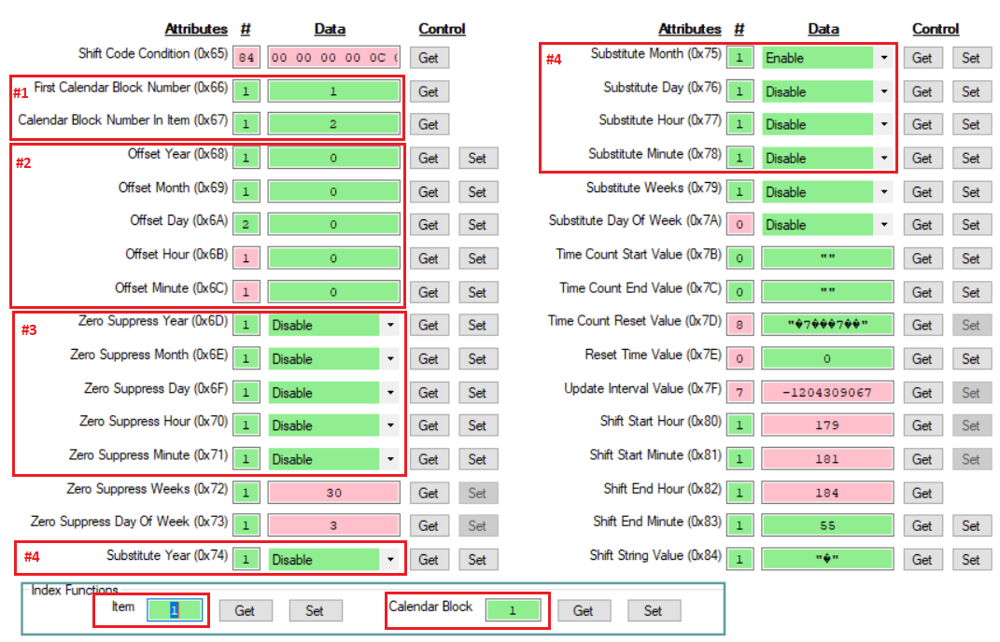 Attributes # Data Control
Shift Code Condition (0x65) 84 00 00 00 00 0C Get
#1
First Calendar Block Number (0x66) 1 1 Get
Calendar Block Number In Item (0x67) 1 2 Get
#2
Offset Year (0x68) 1 0 Get Set
Offset Month (0x69) 1 0 Get Set
Offset Day (0x6A) 2 0 Get Set
Offset Hour (0x6B) 1 0 Get Set
Offset Minute (0x6C) 1 0 Get Set
#3
Zero Suppress Year (0x6D) 1 Disable Get Set
Zero Suppress Month (0x6E) 1 Disable Get Set
Zero Suppress Day (0x6F) 1 Disable Get Set
Zero Suppress Hour (0x70) 1 Disable Get Set
Zero Suppress Minute (0x71) 1 Disable Get Set
Zero Suppress Weeks (0x72) 1 30 Get Set
Zero Suppress Day Of Week (0x73) 1 3 Get Set
#4
Substitute Year (0x74) 1 Disable Get Set
Attributes # Data Control
#4
Substitute Month (0x75) 1 Enable Get Set
Substitute Day (0x76) 1 Disable Get Set
Substitute Hour (0x77) 1 Disable Get Set
Substitute Minute (0x78) 1 Disable Get Set
Substitute Weeks (0x79) 1 Disable Get Set
Substitute Day Of Week (0x7A) 0 Disable Get Set
Time Count Start Value (0x7B) 0 "" Get Set
Time Count End Value (0x7C) 0 "" Get Set
Time Count Reset Value (0x7D) 8 "�7���7��" Get Set
Reset Time Value (0x7E) 0 0 Get Set
Update Interval Value (0x7F) 7 -1204309067 Get Set
Shift Start Hour (0x80) 1 179 Get Set
Shift Start Minute (0x81) 1 181 Get Set
Shift End Hour (0x82) 1 184 Get
Shift End Minute (0x83) 1 55 Get Set
Shift String Value (0x84) 1 "�" Get Set
Index Functions
Item 1 Get Set Calendar Block 1 Get Set